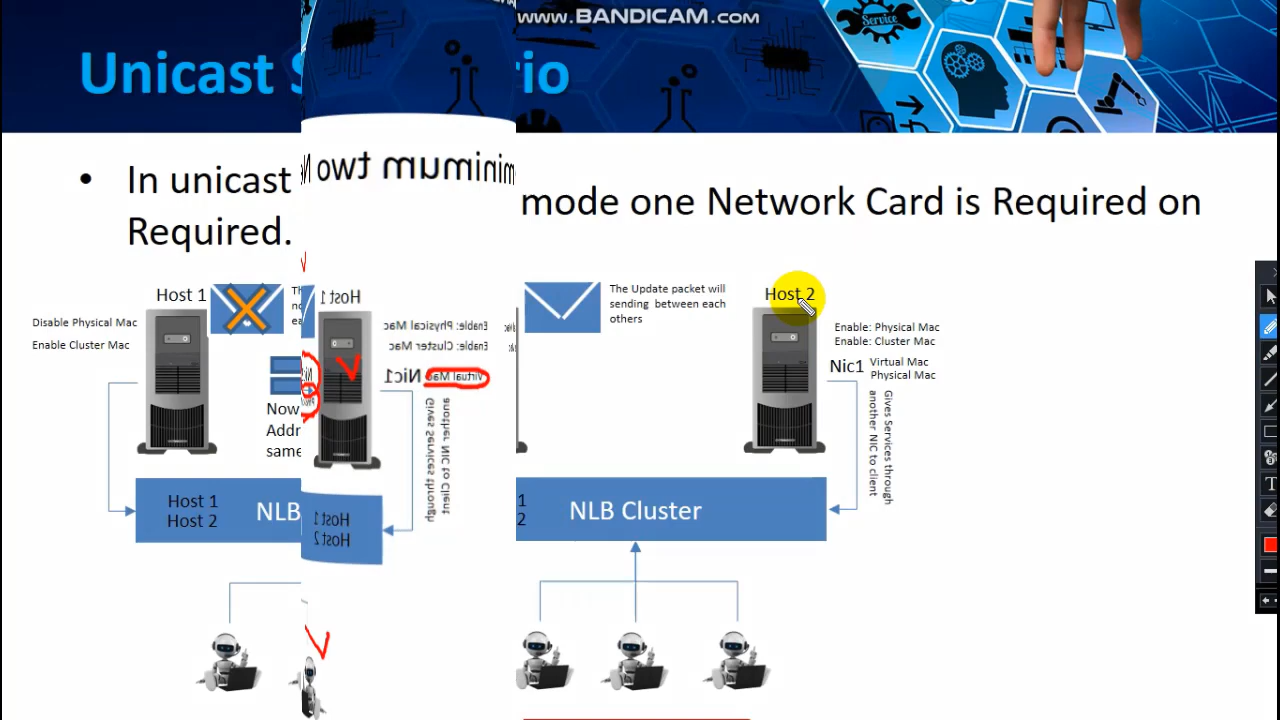 WWW.BANDICAM.COM
Service
Unicast S
rio
In unicast
minimum two
mode one Network Card is Required on
Required.
Host 1
Disable Physical Mac
Enable Cluster Mac
Now
Addr
same
Host 1
Enable: Physical Mac
Enable: Cluster Mac
Nic1 Virtual Mac
Gives Services through
another NIC to Client
The Update packet will
sending between each
others
Host 2
Enable: Physical Mac
Enable: Cluster Mac
Nic1 Virtual Mac
Physical Mac
Gives Services through
another NIC to client
Host 1
Host 2
NLB
Host 1
Host 2
1
2
NLB Cluster